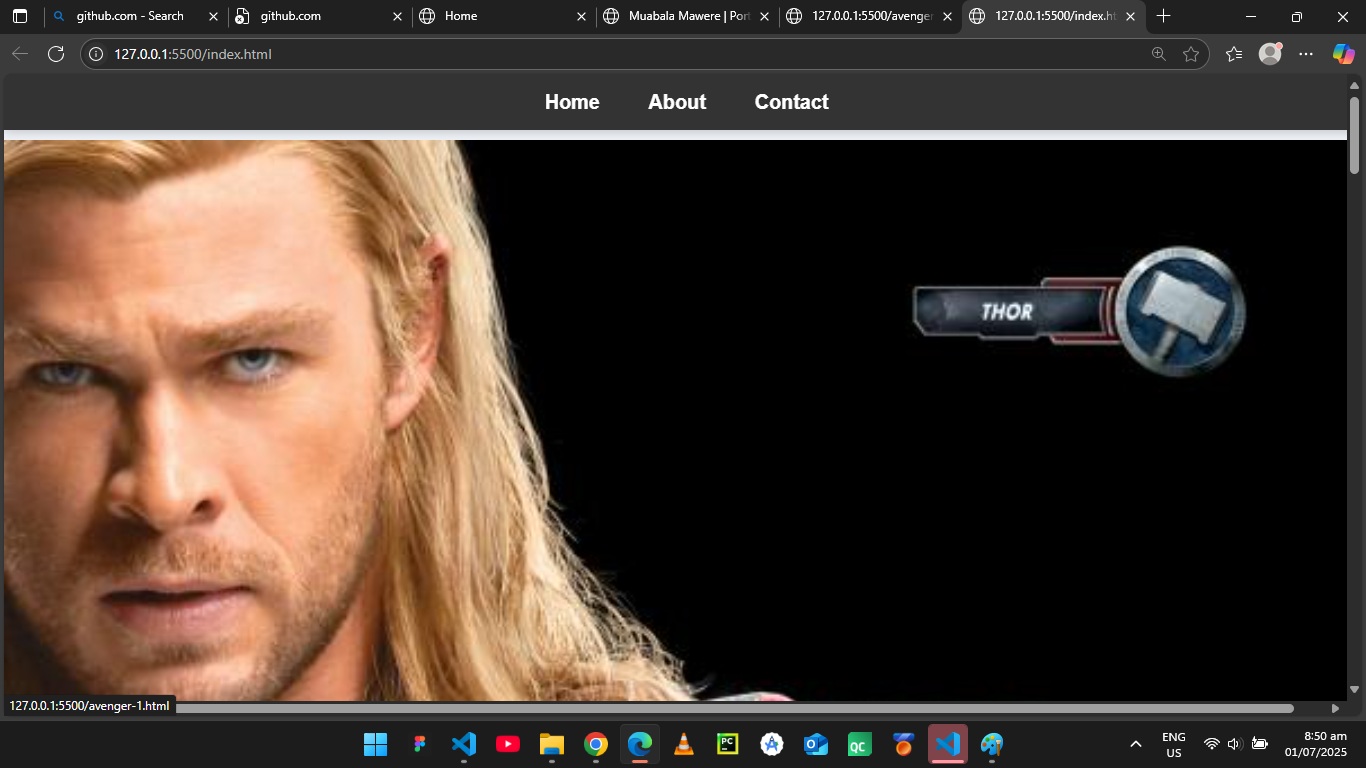 github.com - Search
github.com
Home
Muabala Mawere | Port
127.0.0.1:5500/avenger
127.0.0.1:5500/index.ht
127.0.0.1:5500/index.html
Home About Contact
THOR
127.0.0.1:5500/avenger-1.html
PC
QC
ENG
US
8:50 am
01/07/2025